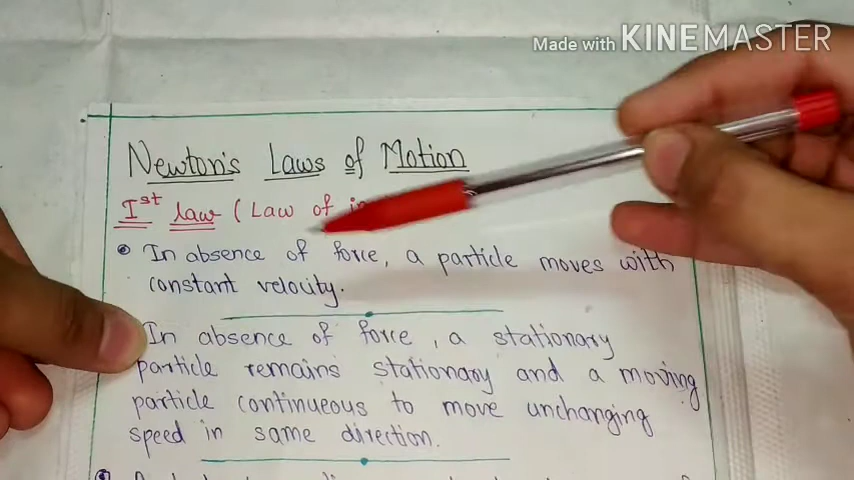 Made with KINEMASTER
Newton's Laws of Motion
Ist law (Law of
In absence of force, a particle moves with
constant velocity.
In absence of force, a stationary
particle remains stationary and a moving
particle continueous to move unchanging
speed in same direction.